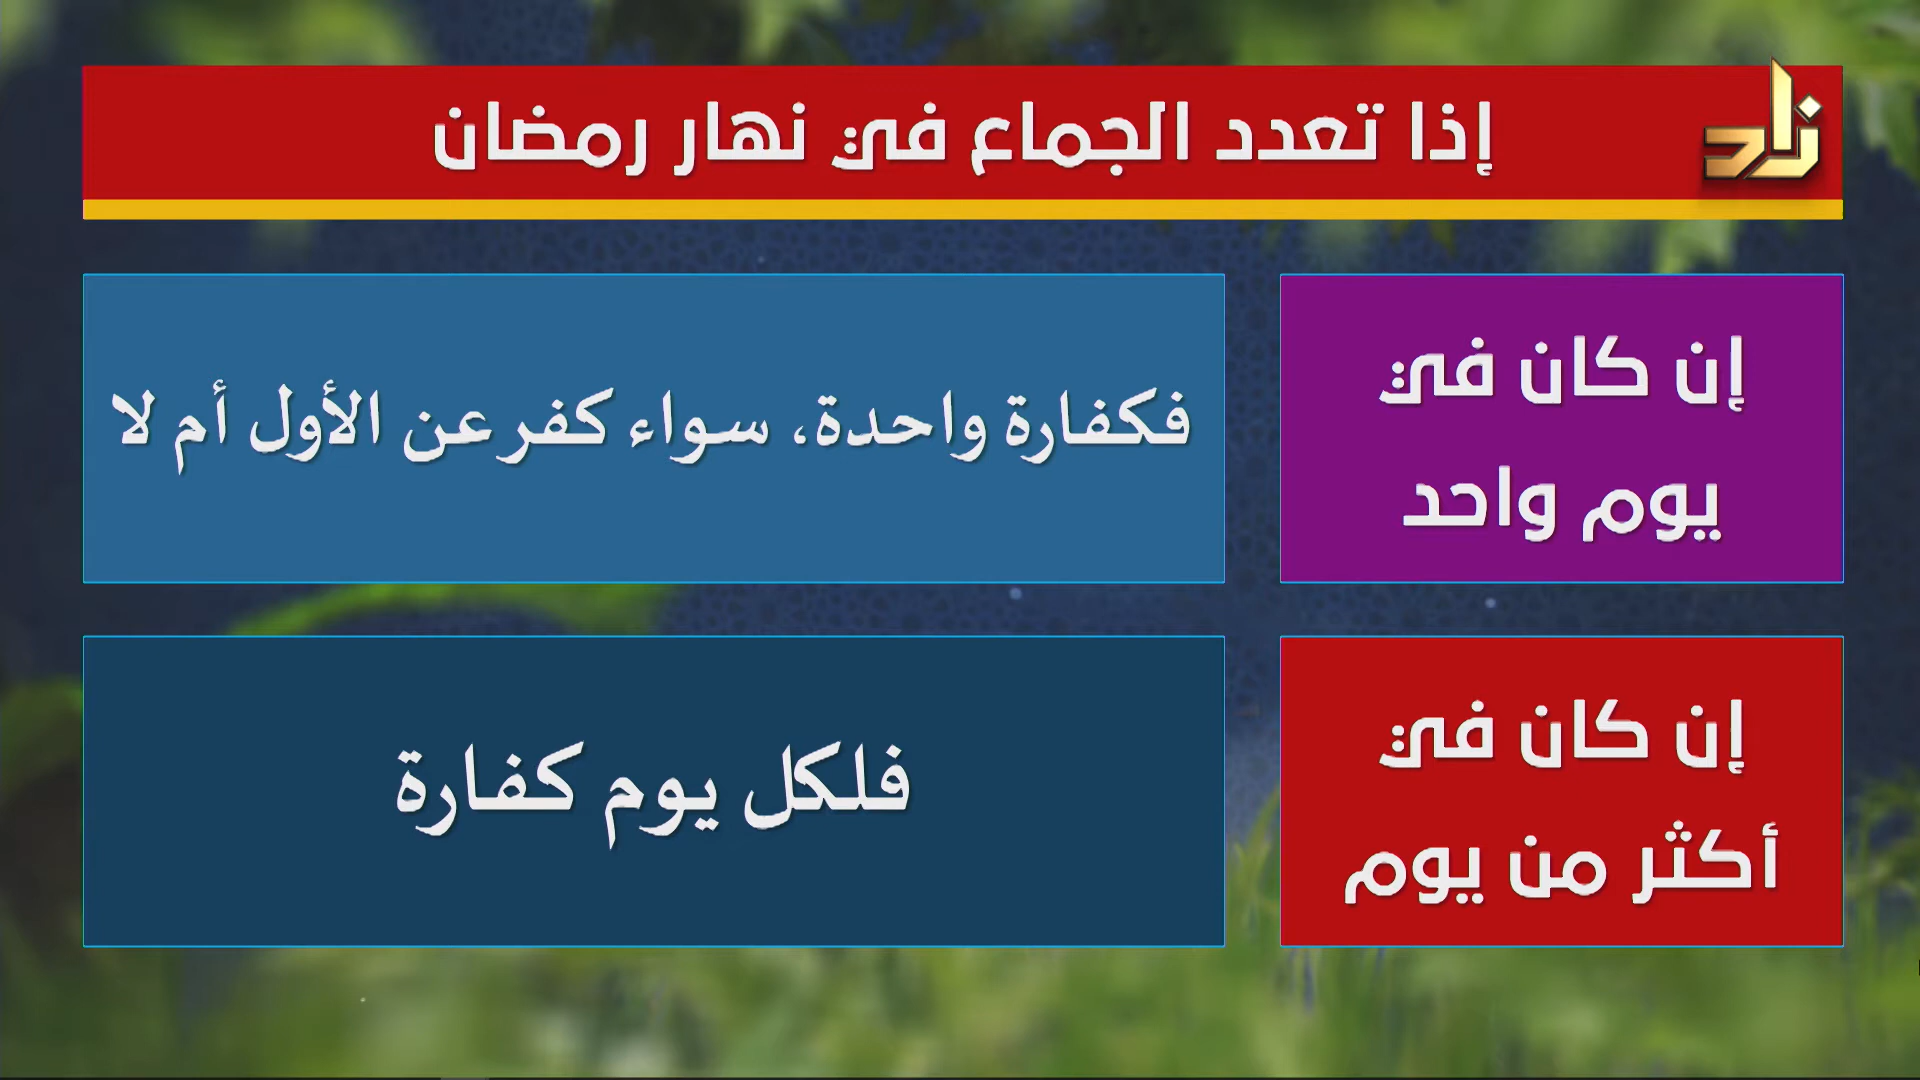 إذا تعدد الجماع في نهار رمضان
زاد
إن كان في
يوم واحد
فكفارة واحدة، سواء كفر عن الأول أم لا
إن كان في
أكثر من يوم
فلكل يوم كفارة